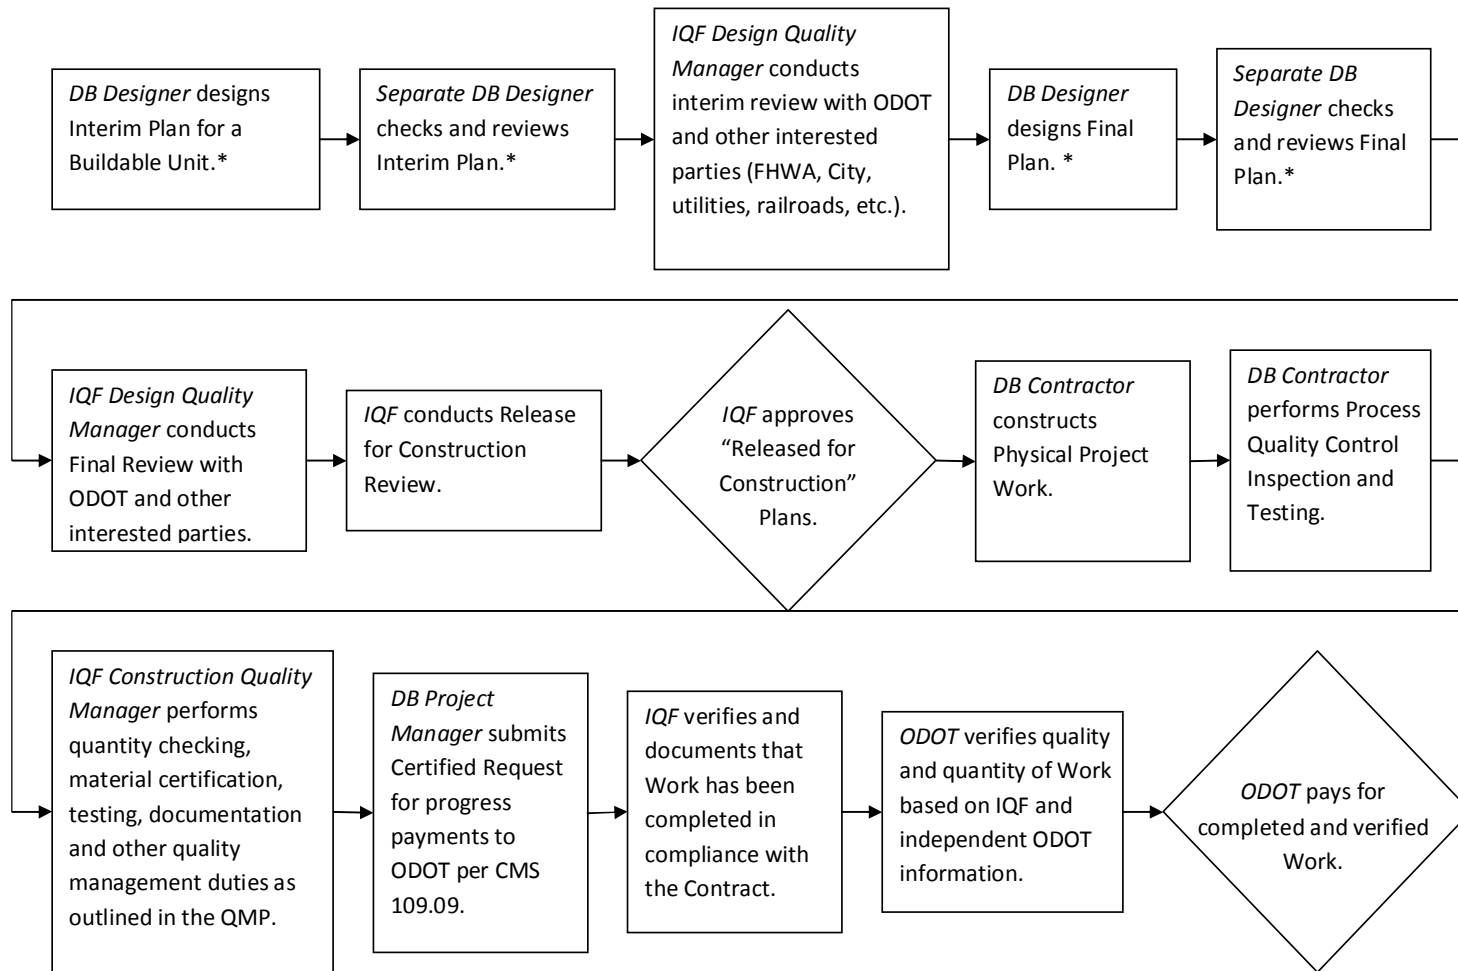 DB Designer designs
Interim Plan for a
Buildable Unit.*
Separate DB Designer
checks and reviews
Interim Plan.*
IQF Design Quality
Manager conducts
interim review with ODOT
and other interested
parties (FHWA, City,
utilities, railroads, etc.).
DB Designer
designs Final
Plan. *
Separate DB
Designer checks
and reviews Final
Plan.*
IQF Design Quality
Manager conducts
Final Review with
ODOT and other
interested parties.
IQF conducts Release
for Construction
Review.
IQF approves
“Released for
Construction”
Plans.
DB Contractor
constructs
Physical Project
Work.
DB Contractor
performs Process
Quality Control
Inspection and
Testing.
IQF Construction Quality
Manager performs
quantity checking,
material certification,
testing, documentation
and other quality
management duties as
outlined in the QMP.
DB Project
Manager submits
Certified Request
for progress
payments to
ODOT per CMS
109.09.
IQF verifies and
documents that
Work has been
completed in
compliance with
the Contract.
ODOT verifies quality
and quantity of Work
based on IQF and
independent ODOT
information.
ODOT pays for
completed and verified
Work.